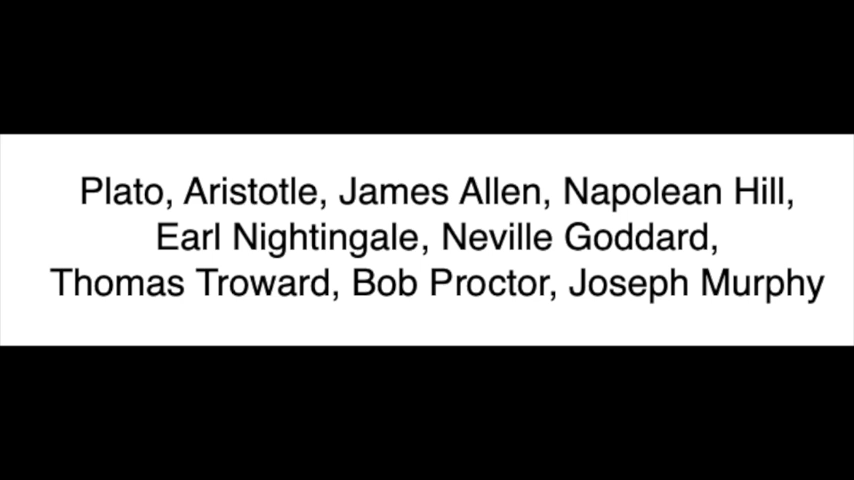 Plato, Aristotle, James Allen, Napolean Hill,
Earl Nightingale, Neville Goddard,
Thomas Troward, Bob Proctor, Joseph Murphy